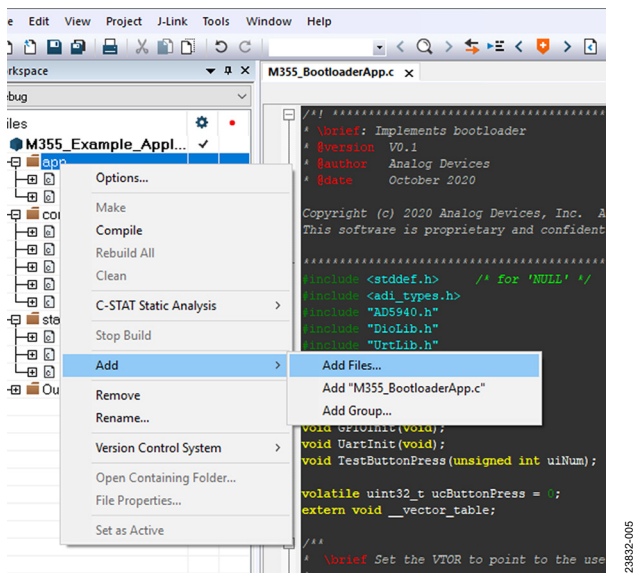 e Edit View Project J-Link Tools Window Help
rkspace
M355_BootloaderApp.c
ebug
iles
M355_Example_Appl...
app
Options...
Make
Compile
Rebuild All
Clean
C-STAT Static Analysis
Stop Build
Add
Remove
Rename...
Version Control System
Open Containing Folder...
File Properties...
Set as Active
cor
sta
Ou
Add Files...
Add "M355_BootloaderApp.c"
Add Group...
/*! **************************************
* \brief: Implements bootloader
* @version V0.1
* @author Analog Devices
* @date October 2020
Copyright (c) 2020 Analog Devices, Inc. A
This software is proprietary and confident
#include <stddef.h> /* for 'NULL' */
#include <adi_types.h>
#include "AD5940.h"
#include "DioLib.h"
#include "UrtLib.h"
void GPIOInit(void);
void UartInit(void);
void TestButtonPress(unsigned int uiNum);
volatile uint32_t ucButtonPress = 0;
extern void __vector_table;
/**
* \brief Set the VTOR to point to the use
23832-005